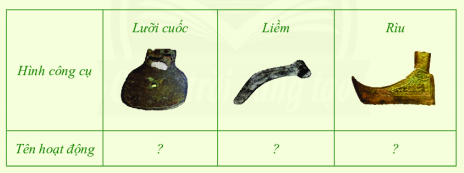 Lưỡi cuốc Liềm Rìu
Hình công cụ
Tên hoạt động ? ? ?